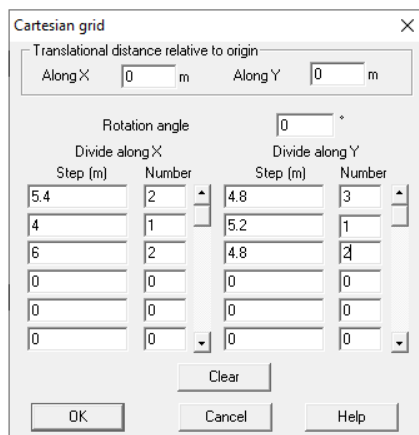 Cartesian grid
Translational distance relative to origin
Along X 0 m Along Y 0 m
Rotation angle 0 °
Divide along X Divide along Y
Step (m) Number Step (m) Number
5.4 2 4.8 3
4 1 5.2 1
6 2 4.8 2
0 0 0 0
0 0 0 0
0 0 0 0
Clear
OK Cancel Help